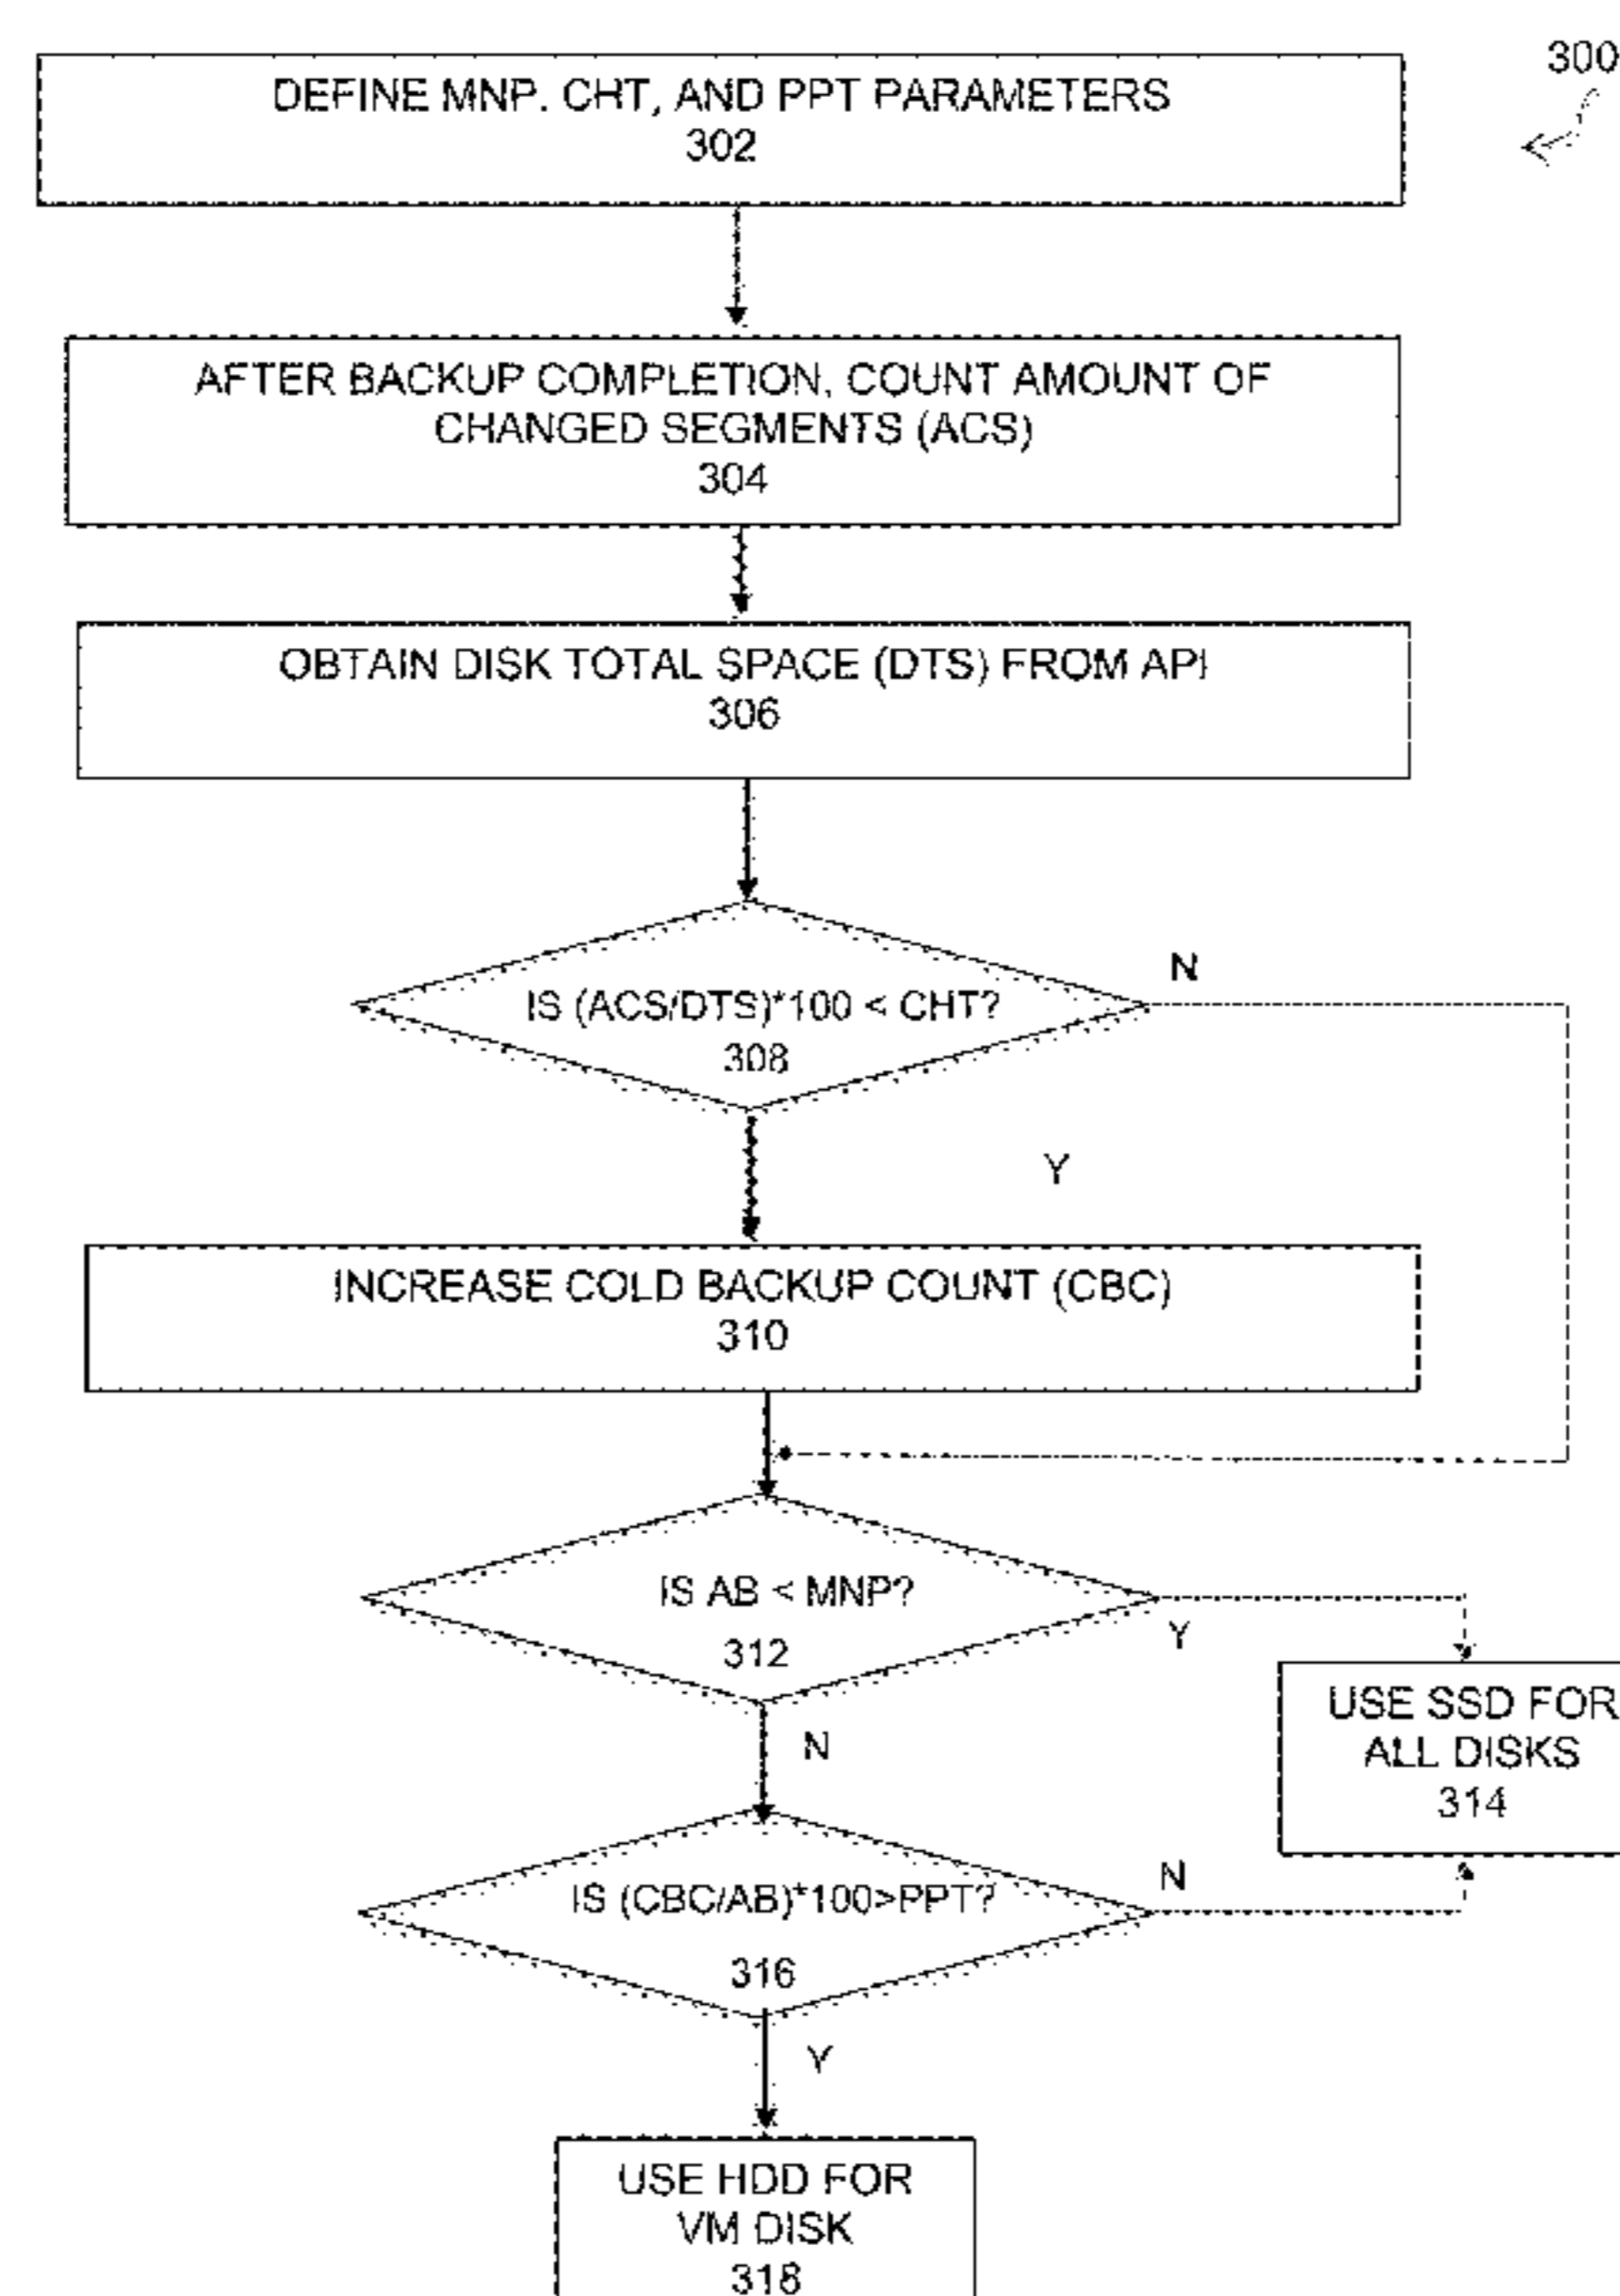 300
DEFINE MNP. CHT, AND PPT PARAMETERS
302
AFTER BACKUP COMPLETION, COUNT AMOUNT OF
CHANGED SEGMENTS (ACS)
304
OBTAIN DISK TOTAL SPACE (DTS) FROM API
306
N
IS (ACS/DTS)*100 < CHT?
308
Y
INCREASE COLD BACKUP COUNT (CBC)
310
IS AB < MNP?
312
Y
N
USE SSD FOR
ALL DISKS
314
IS (CBC/AB)*100>PPT?
316
N
Y
USE HDD FOR
VM DISK
318